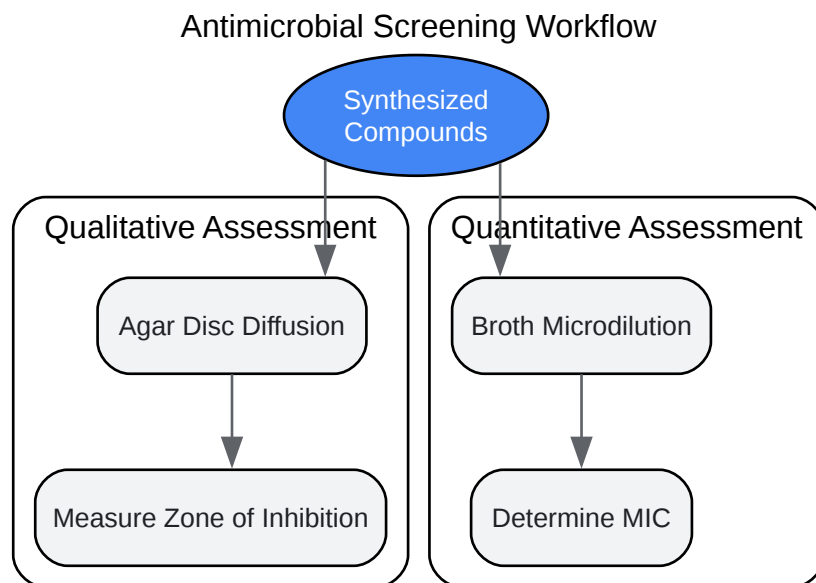 Antimicrobial Screening Workflow
Synthesized
Compounds
Qualitative Assessment
Quantitative Assessment
Agar Disc Diffusion
Broth Microdilution
Measure Zone of Inhibition
Determine MIC